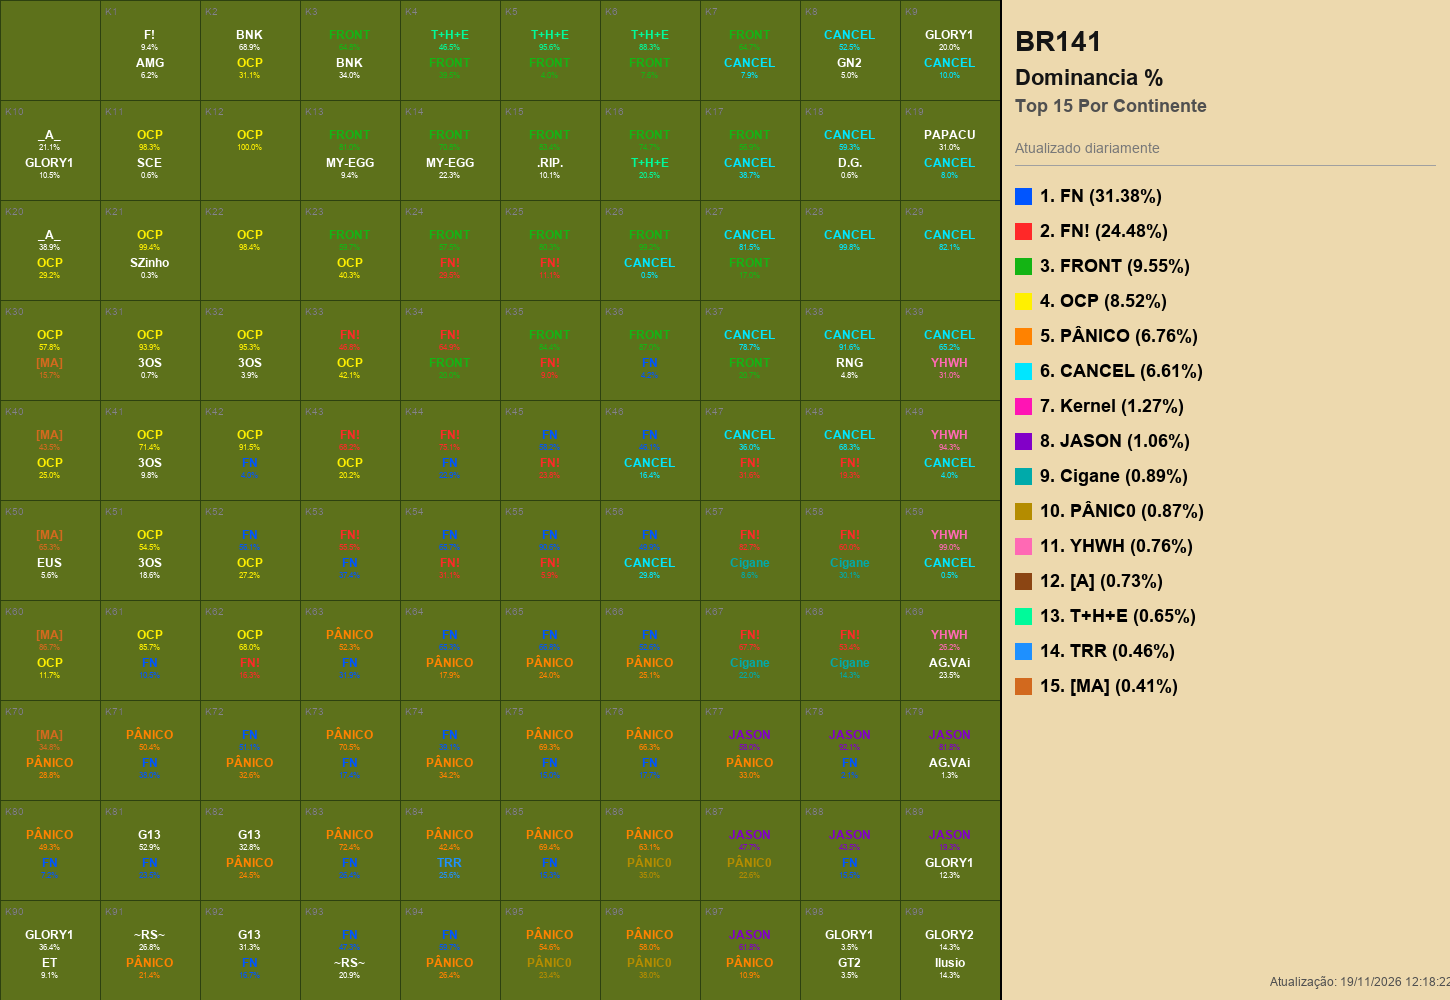 K1 K2 K3 K4 K5 K6 K7 K8 K9
F! BNK FRONT T+H+E T+H+E T+H+E FRONT CANCEL GLORY1
9.4% 68.9% 46.5% 95.6% 88.3% 52.5% 20.0%
AMG OCP BNK FRONT FRONT FRONT CANCEL GN2 CANCEL
6.2% 31.1% 34.0% 7.9% 5.0% 10.0%
K10 K11 K12 K13 K14 K15 K16 K17 K18 K19
_A_ OCP OCP FRONT FRONT FRONT FRONT FRONT CANCEL PAPACU
21.1% 98.3% 100.0% 59.3% 31.0%
GLORY1 SCE MY-EGG MY-EGG .RIP. T+H+E CANCEL D.G. CANCEL
10.5% 0.6% 9.4% 22.3% 10.1% 20.5% 38.7% 0.6% 8.0%
K20 K21 K22 K23 K24 K25 K26 K27 K28 K29
_A_ OCP OCP FRONT FRONT FRONT FRONT CANCEL CANCEL CANCEL
38.9% 99.4% 98.4% 81.5% 99.8% 82.1%
OCP SZinho OCP FN! FN! CANCEL FRONT
29.2% 0.3% 40.3% 0.5%
K30 K31 K32 K33 K34 K35 K36 K37 K38 K39
OCP OCP OCP FN! FN! FRONT FRONT CANCEL CANCEL CANCEL
57.8% 93.9% 95.3% 78.7% 91.6% 65.2%
[MA] 3OS 3OS OCP FRONT FN! FN FRONT RNG YHWH
15.7% 0.7% 3.9% 42.1% 4.8% 31.0%
K40 K41 K42 K43 K44 K45 K46 K47 K48 K49
[MA] OCP OCP FN! FN! FN FN CANCEL CANCEL YHWH
43.5% 71.4% 91.5% 36.0% 68.3% 94.3%
OCP 3OS FN OCP FN FN! CANCEL FN! FN! CANCEL
25.0% 9.8% 20.2% 16.4% 4.0%
K50 K51 K52 K53 K54 K55 K56 K57 K58 K59
[MA] OCP FN FN! FN FN FN FN! FN! YHWH
65.3% 54.5% 99.0%
EUS 3OS OCP FN FN! FN! CANCEL Cigane Cigane CANCEL
5.6% 18.6% 27.2% 29.8% 0.5%
K60 K61 K62 K63 K64 K65 K66 K67 K68 K69
[MA] OCP OCP PÂNICO FN FN FN FN! FN! YHWH
86.7% 85.7% 68.0% 52.3% 26.2%
OCP FN FN! FN PÂNICO PÂNICO PÂNICO Cigane Cigane AG.VAi
11.7% 17.9% 24.0% 25.1% 23.5%
K70 K71 K72 K73 K74 K75 K76 K77 K78 K79
[MA] PÂNICO FN PÂNICO FN PÂNICO PÂNICO JASON JASON JASON
34.8% 50.4% 70.5% 69.3% 66.3% 58.0% 92.1%
PÂNICO FN PÂNICO FN PÂNICO FN FN PÂNICO FN AG.VAi
28.8% 32.6% 34.2% 33.0% 1.3%
K80 K81 K82 K83 K84 K85 K86 K87 K88 K89
PÂNICO G13 G13 PÂNICO PÂNICO PÂNICO PÂNICO JASON JASON JASON
49.3% 52.9% 32.8% 72.4% 42.4% 69.4% 63.1% 47.7% 43.5% 19.3%
FN FN PÂNICO FN TRR FN PÂNIC0 PÂNIC0 FN GLORY1
24.5% 25.8% 36.0% 22.6% 12.3%
K90 K91 K92 K93 K94 K95 K96 K97 K98 K99
GLORY1 ~RS~ G13 FN FN PÂNICO PÂNICO JASON GLORY1 GLORY2
36.4% 26.8% 31.3% 54.6% 58.0% 61.8% 3.5% 14.3%
ET PÂNICO FN ~RS~ PÂNICO PÂNIC0 PÂNIC0 PÂNICO GT2 Ilusio
9.1% 21.4% 20.9% 26.4% 23.4% 10.9% 3.5% 14.3%
BR141
Dominancia %
Top 15 Por Continente
Atualizado diariamente
1. FN (31.38%)
2. FN! (24.48%)
3. FRONT (9.55%)
4. OCP (8.52%)
5. PÂNICO (6.76%)
6. CANCEL (6.61%)
7. Kernel (1.27%)
8. JASON (1.06%)
9. Cigane (0.89%)
10. PÂNIC0 (0.87%)
11. YHWH (0.76%)
12. [A] (0.73%)
13. T+H+E (0.65%)
14. TRR (0.46%)
15. [MA] (0.41%)
Atualização: 19/11/2026 12:18:22